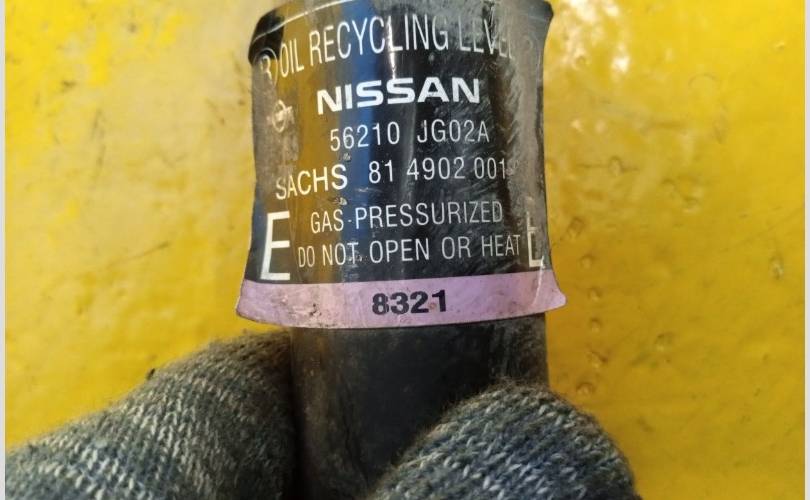 OIL RECYCLING LEVEL
NISSAN
56210 JG02A
SACHS 81 4902 001
E GAS-PRESSURIZED E
DO NOT OPEN OR HEAT
8321